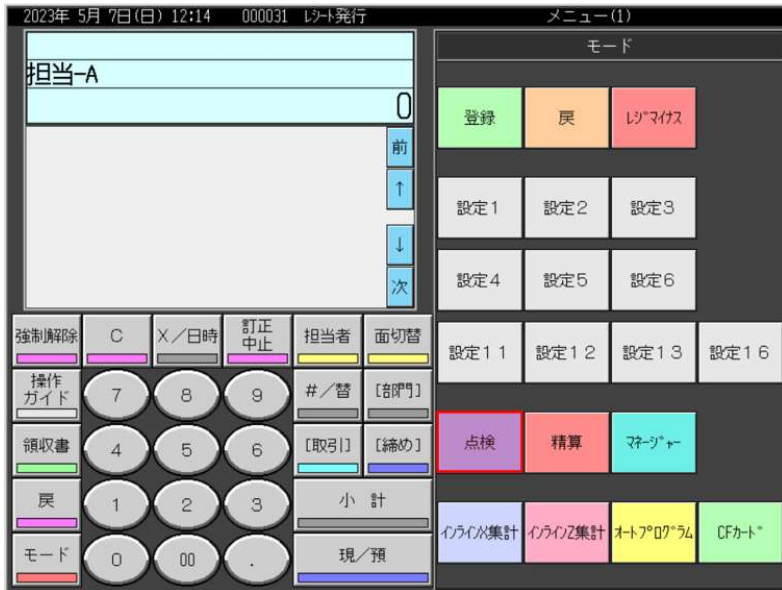 2023年 5月 7日(日) 12:14 000031 ﾚｼｰﾄ発行 メニュー(1)
担当-A
0
前
↑
↓
次
モード
登録 戻 ﾚｼﾞﾏｲﾅｽ
設定1 設定2 設定3
設定4 設定5 設定6
設定11 設定12 設定13 設定16
点検 精算 ﾏﾈｰｼﾞｬｰ
ｲﾝﾗｲﾝX集計 ｲﾝﾗｲﾝZ集計 ｵｰﾄﾌﾟﾛｸﾞﾗﾑ CFｶｰﾄﾞ
強制解除 C X/日時 訂正 担当者 面切替
中止
操作 7 8 9 #/替 [部門]
ガイド
領収書 4 5 6 [取引] [締め]
戻 1 2 3 小 計
モード 0 00 . 現/預